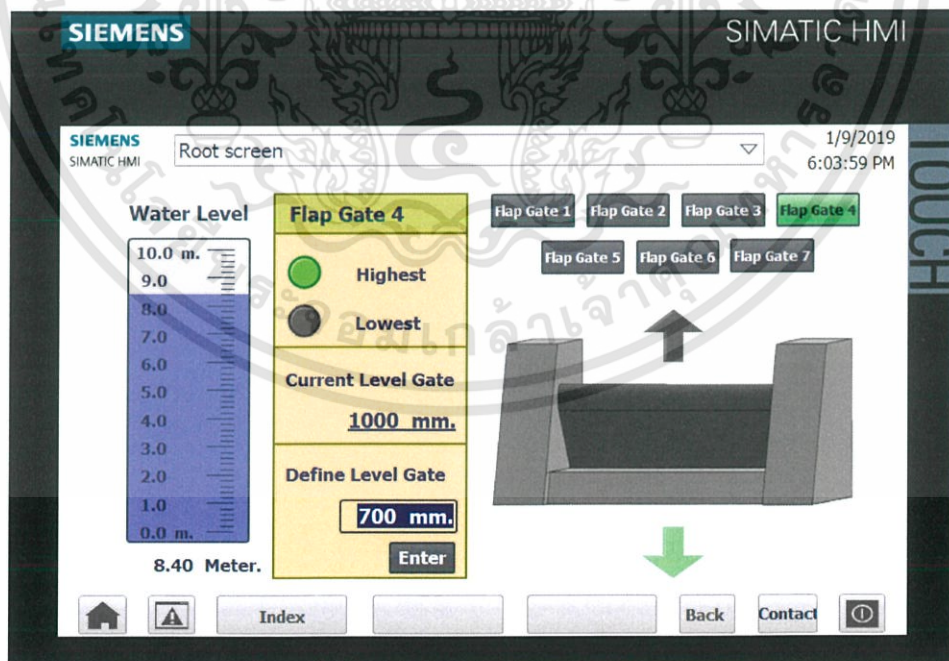 SIEMENS
SIMATIC HMI
TOUCH
SIEMENS
SIMATIC HMI
Root screen
1/9/2019
6:03:59 PM
Water Level
10.0 m.
9.0
8.0
7.0
6.0
5.0
4.0
3.0
2.0
1.0
0.0 m.
8.40 Meter.
Flap Gate 4
Highest
Lowest
Current Level Gate
1000 mm.
Define Level Gate
700 mm.
Enter
Flap Gate 1 Flap Gate 2 Flap Gate 3 Flap Gate 4
Flap Gate 5 Flap Gate 6 Flap Gate 7
Index
Back
Contact